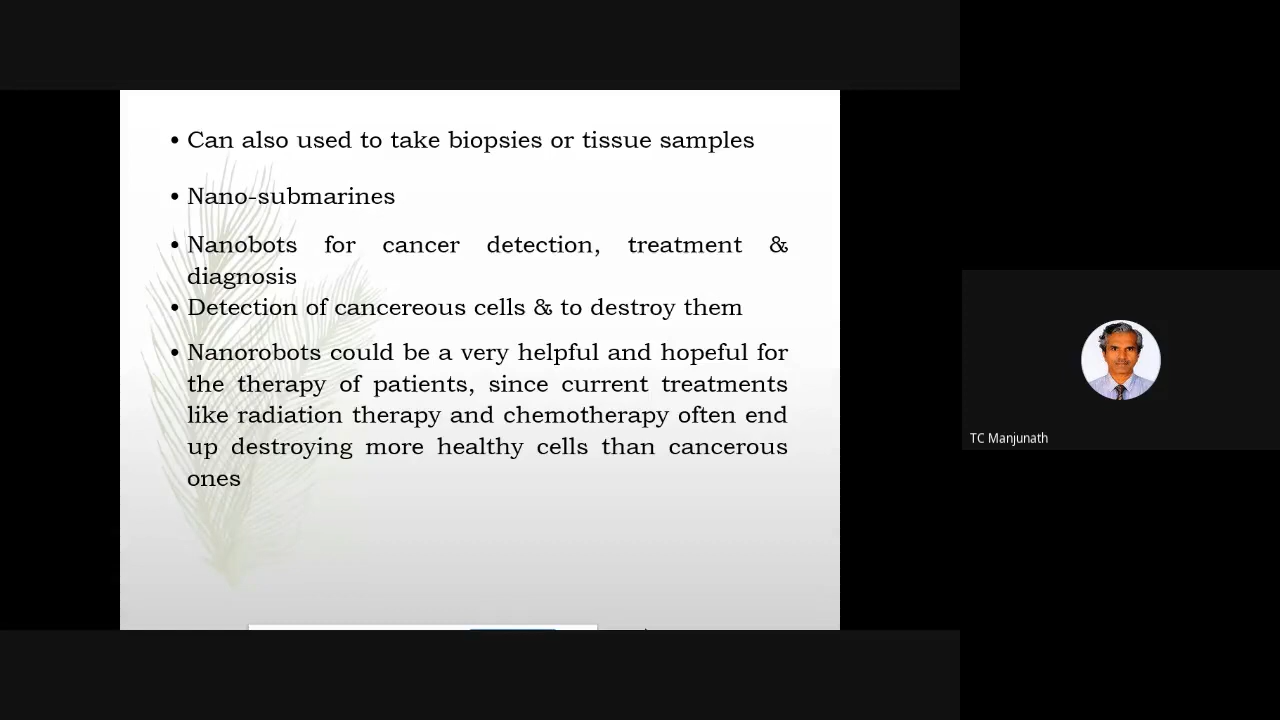 • Can also used to take biopsies or tissue samples
• Nano-submarines
• Nanobots for cancer detection, treatment &
diagnosis
• Detection of cancereous cells & to destroy them
• Nanorobots could be a very helpful and hopeful for
the therapy of patients, since current treatments
like radiation therapy and chemotherapy often end
up destroying more healthy cells than cancerous
ones
TC Manjunath